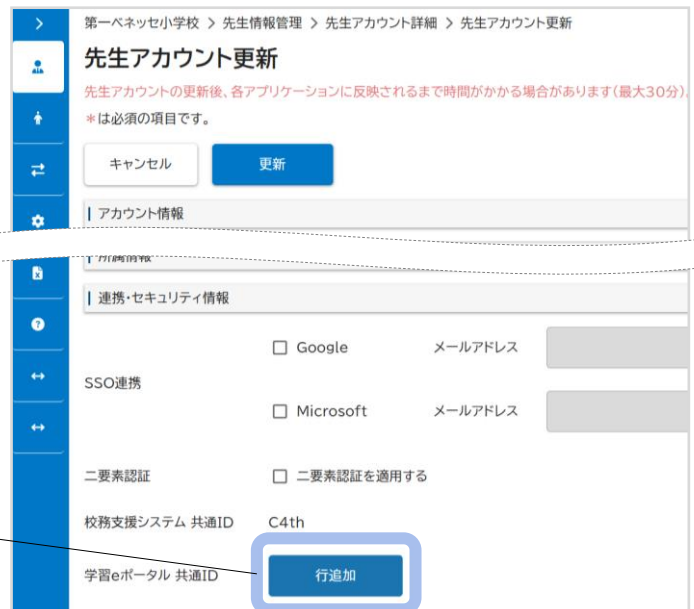 第一ベネッセ小学校 > 先生情報管理 > 先生アカウント詳細 > 先生アカウント更新
先生アカウント更新
先生アカウントの更新後、各アプリケーションに反映されるまで時間がかかる場合があります(最大30分)。
*は必須の項目です。
キャンセル 更新
アカウント情報
所属情報
連携・セキュリティ情報
SSO連携
Google メールアドレス
Microsoft メールアドレス
二要素認証 二要素認証を適用する
校務支援システム 共通ID C4th
学習eポータル 共通ID 行追加